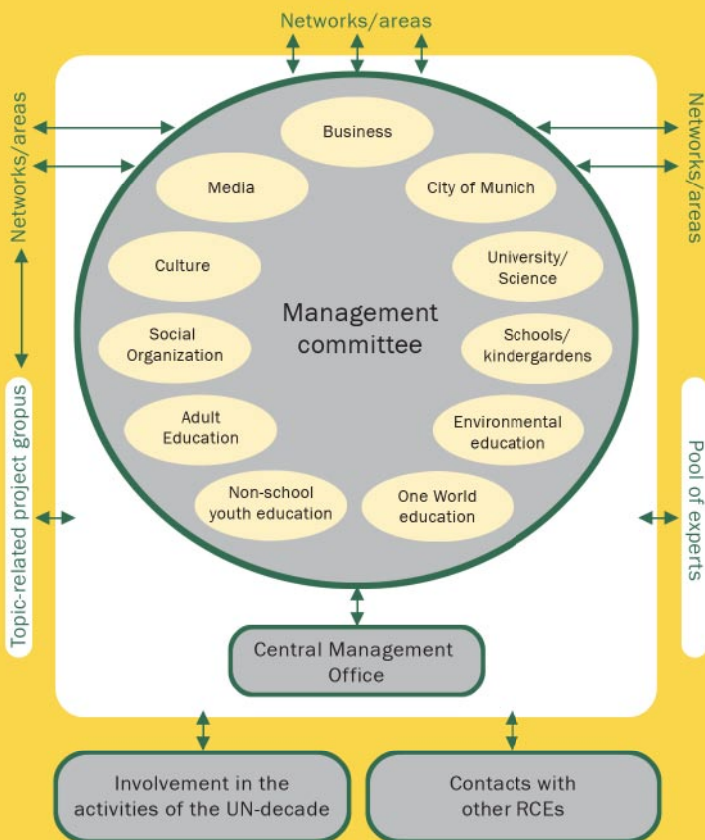 Networks/areas
Networks/areas
Networks/areas
Business
Media
City of Munich
Culture
University/
Science
Management
committee
Social
Organization
Schools/
kindergardens
Adult
Education
Environmental
education
Non-school
youth education
One World
education
Topic-related project gropus
Pool of experts
Central Management
Office
Involvement in the
activities of the UN-decade
Contacts with
other RCEs